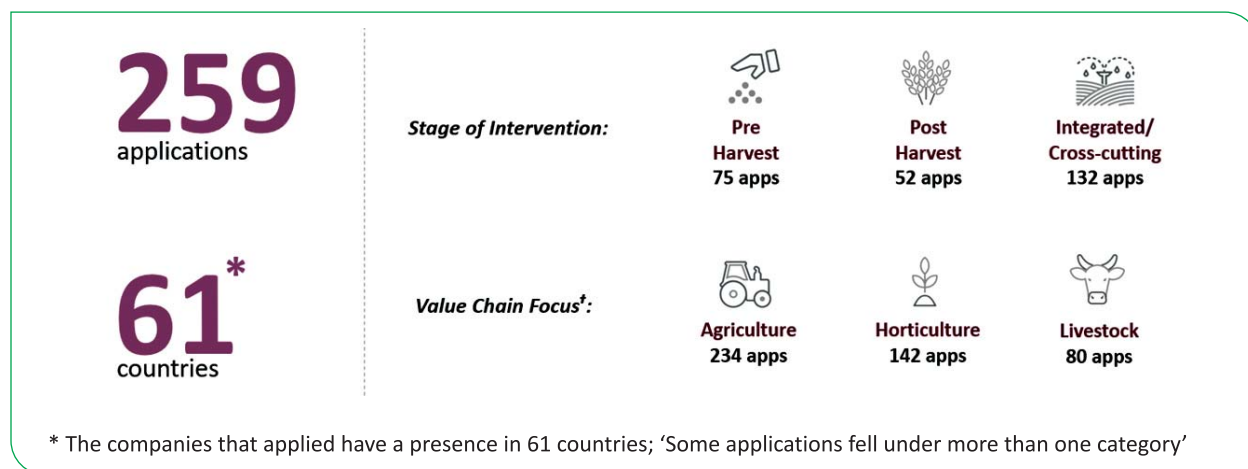 259
applications
Stage of Intervention:
Pre
Harvest
75 apps
Post
Harvest
52 apps
Integrated/
Cross-cutting
132 apps
61*
countries
Value Chain Focus†:
Agriculture
234 apps
Horticulture
142 apps
Livestock
80 apps
* The companies that applied have a presence in 61 countries; ‘Some applications fell under more than one category’